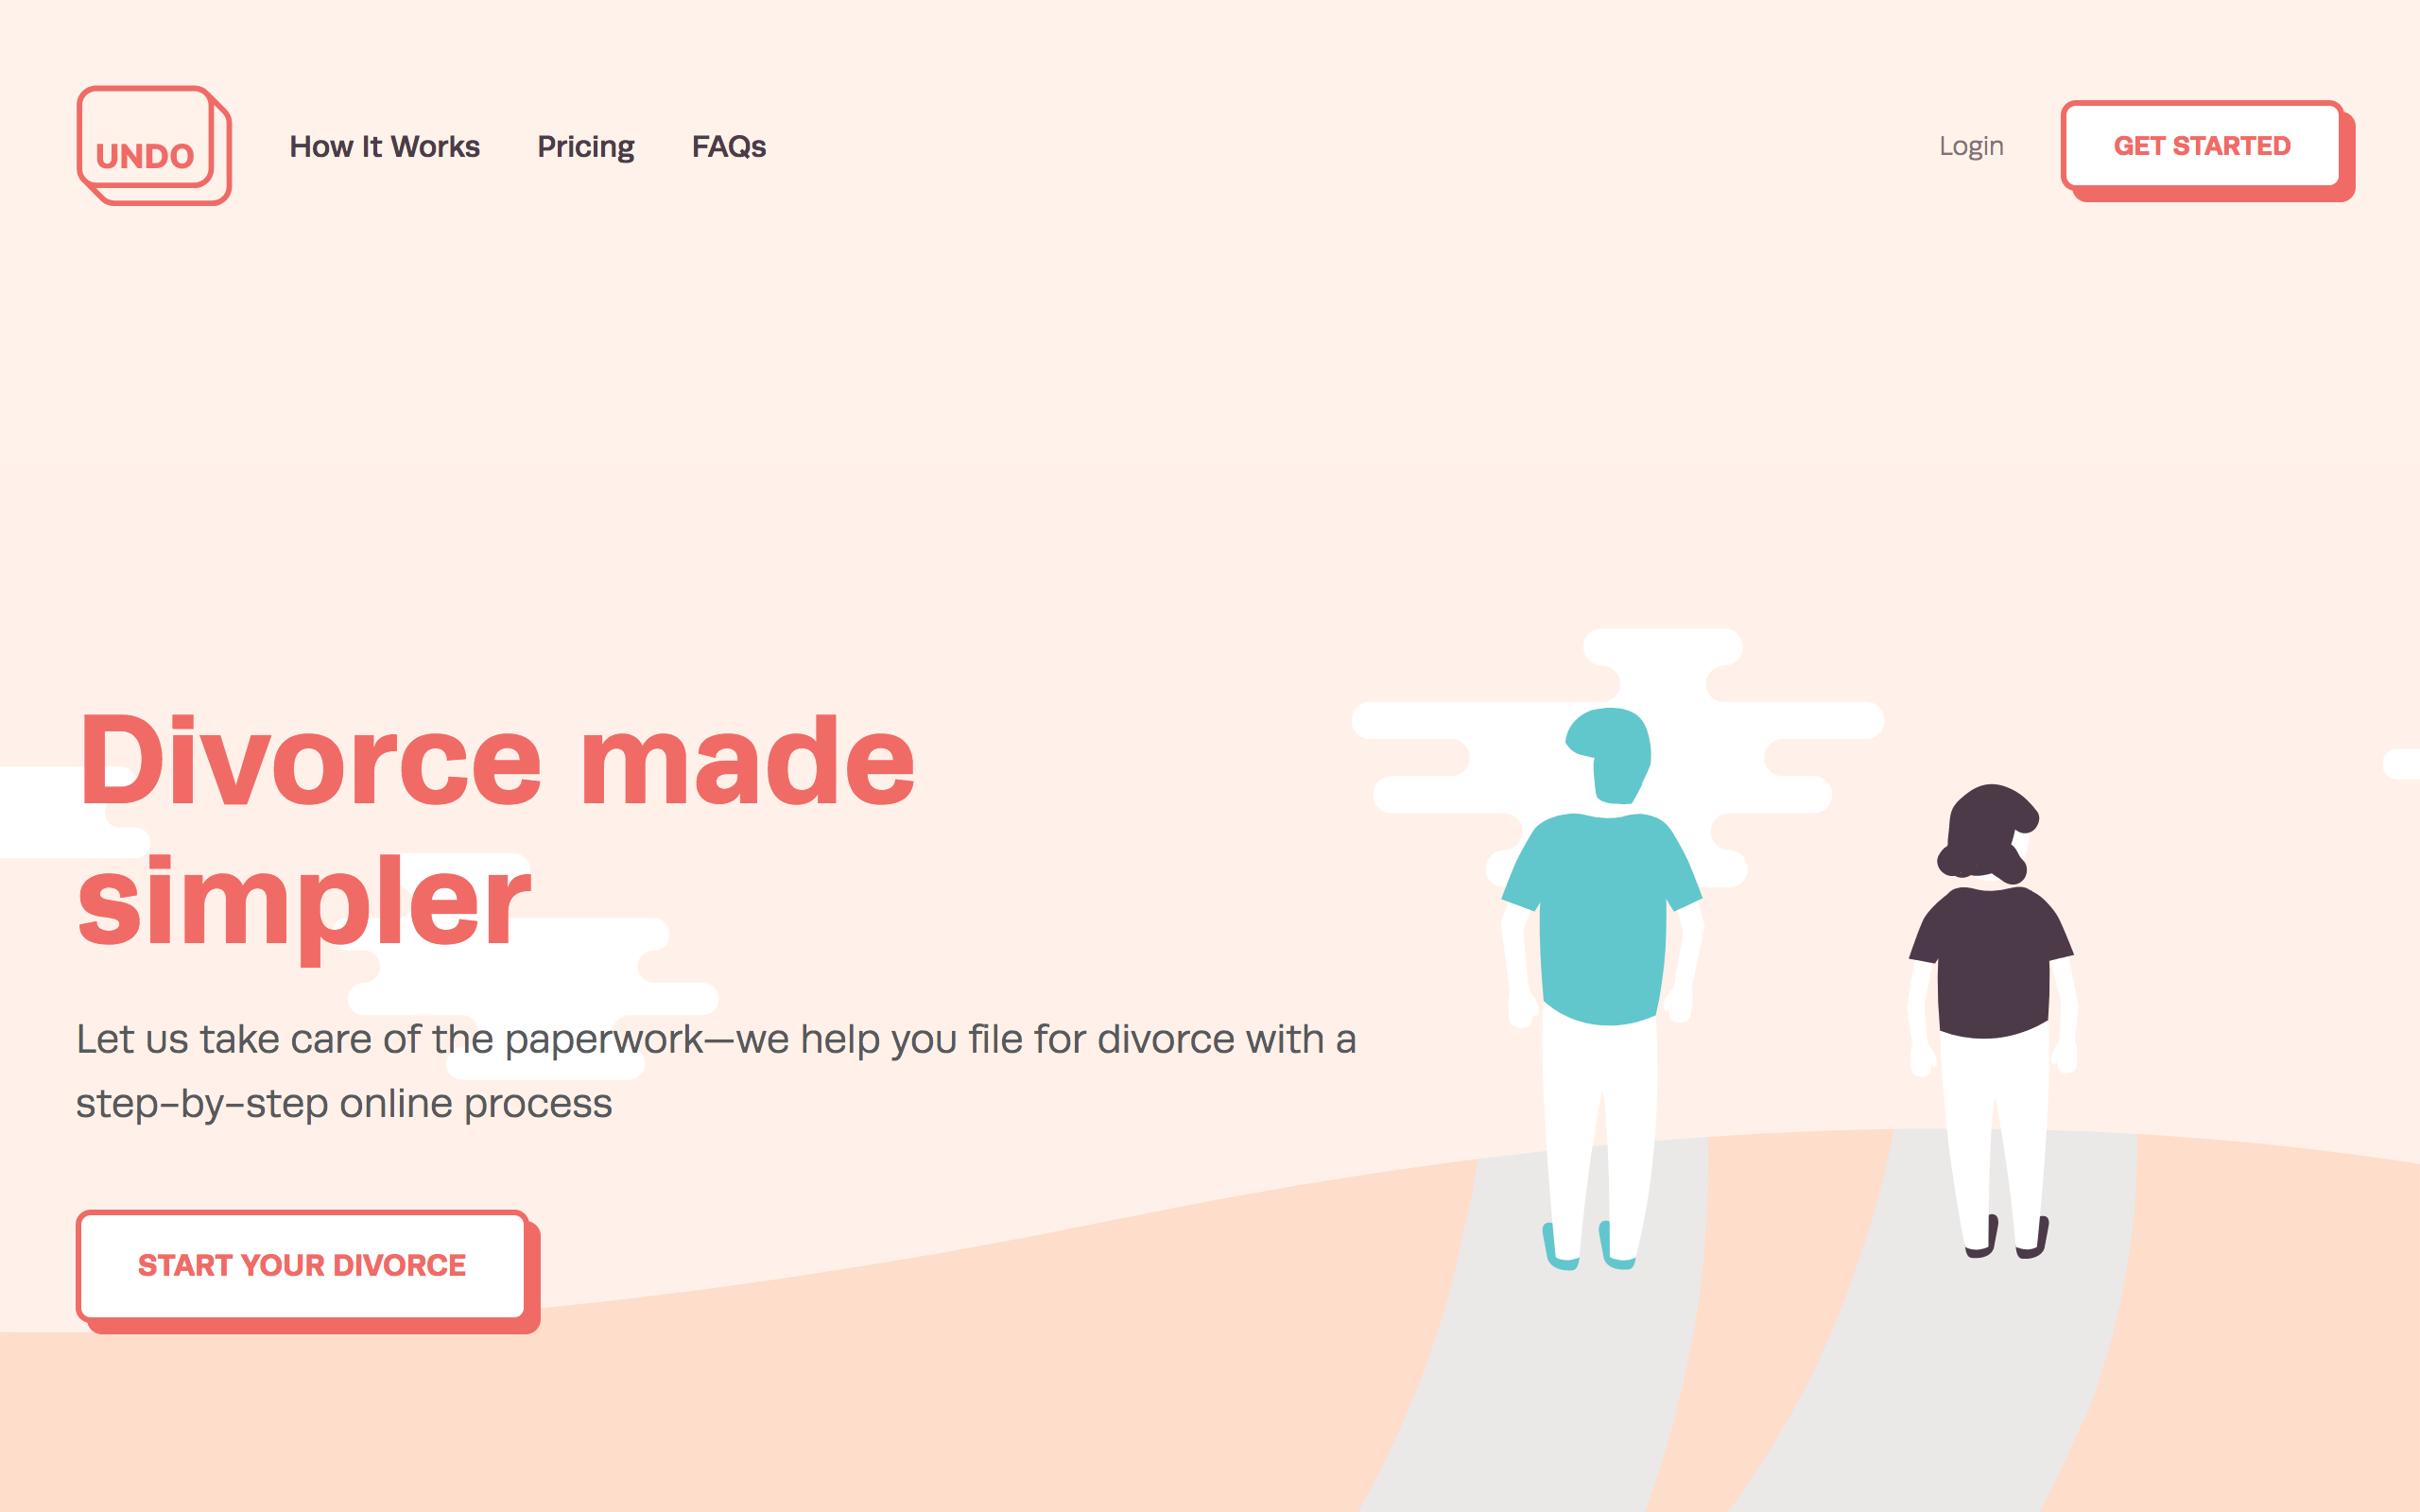 UNDO
How It Works
Pricing
FAQs
Login
GET STARTED
Divorce made
simpler
Let us take care of the paperwork—we help you file for divorce with a
step-by-step online process
START YOUR DIVORCE